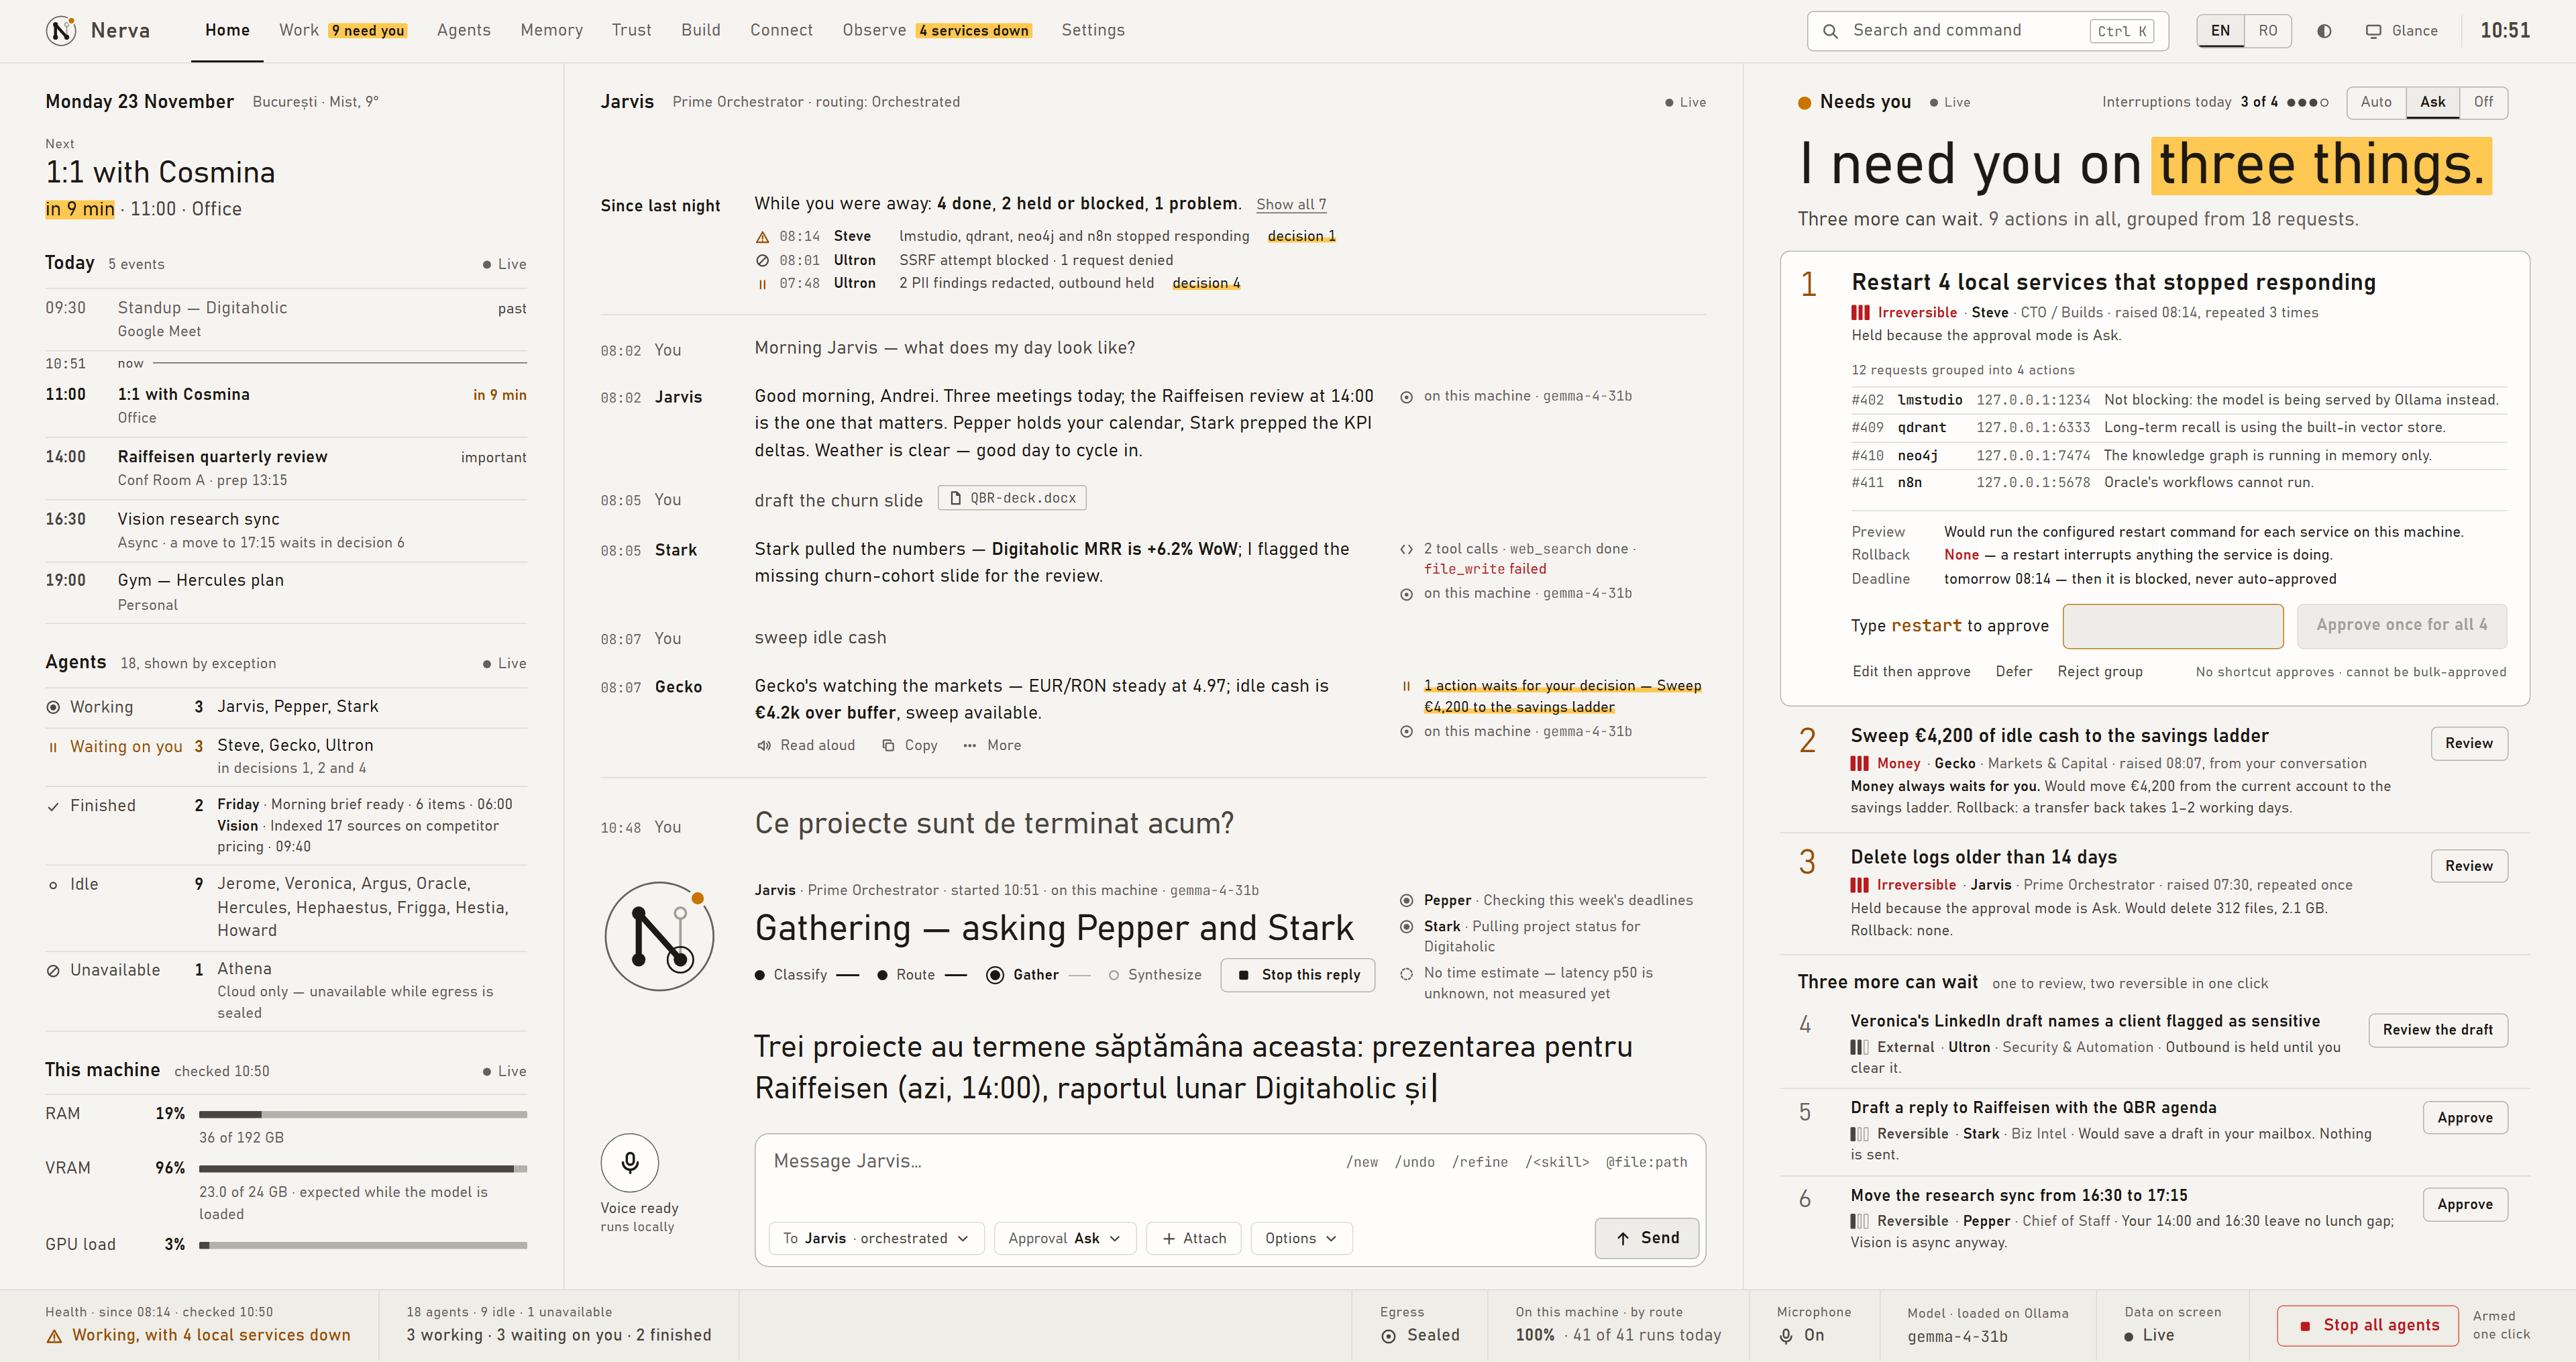 Nerva
Home
Work 9 need you
Agents
Memory
Trust
Build
Connect
Observe 4 services down
Settings
Search and command Ctrl K
EN RO
Glance
10:51
Monday 23 November București · Mist, 9°
Next
1:1 with Cosmina
in 9 min · 11:00 · Office
Today 5 events Live
09:30 Standup — Digitaholic past
Google Meet
10:51 now
11:00 1:1 with Cosmina in 9 min
Office
14:00 Raiffeisen quarterly review important
Conf Room A · prep 13:15
16:30 Vision research sync
Async · a move to 17:15 waits in decision 6
19:00 Gym — Hercules plan
Personal
Agents 18, shown by exception Live
Working 3 Jarvis, Pepper, Stark
Waiting on you 3 Steve, Gecko, Ultron
in decisions 1, 2 and 4
Finished 2 Friday · Morning brief ready · 6 items · 06:00
Vision · Indexed 17 sources on competitor
pricing · 09:40
Idle 9 Jerome, Veronica, Argus, Oracle,
Hercules, Hephaestus, Frigga, Hestia,
Howard
Unavailable 1 Athena
Cloud only — unavailable while egress is
sealed
This machine checked 10:50 Live
RAM 19%
36 of 192 GB
VRAM 96%
23.0 of 24 GB · expected while the model is
loaded
GPU load 3%
Jarvis Prime Orchestrator · routing: Orchestrated Live
Since last night While you were away: 4 done, 2 held or blocked, 1 problem. Show all 7
08:14 Steve lmstudio, qdrant, neo4j and n8n stopped responding decision 1
08:01 Ultron SSRF attempt blocked · 1 request denied
07:48 Ultron 2 PII findings redacted, outbound held decision 4
08:02 You Morning Jarvis — what does my day look like?
08:02 Jarvis Good morning, Andrei. Three meetings today; the Raiffeisen review at 14:00
is the one that matters. Pepper holds your calendar, Stark prepped the KPI
deltas. Weather is clear — good day to cycle in.
on this machine · gemma-4-31b
08:05 You draft the churn slide QBR-deck.docx
08:05 Stark Stark pulled the numbers — Digitaholic MRR is +6.2% WoW; I flagged the
missing churn-cohort slide for the review.
2 tool calls · web_search done ·
file_write failed
on this machine · gemma-4-31b
08:07 You sweep idle cash
08:07 Gecko Gecko's watching the markets — EUR/RON steady at 4.97; idle cash is
€4.2k over buffer, sweep available.
1 action waits for your decision — Sweep
€4,200 to the savings ladder
on this machine · gemma-4-31b
Read aloud Copy More
10:48 You Ce proiecte sunt de terminat acum?
Jarvis · Prime Orchestrator · started 10:51 · on this machine · gemma-4-31b
Gathering — asking Pepper and Stark
Classify Route Gather Synthesize Stop this reply
Pepper · Checking this week's deadlines
Stark · Pulling project status for
Digitaholic
No time estimate — latency p50 is
unknown, not measured yet
Trei proiecte au termene săptămâna aceasta: prezentarea pentru
Raiffeisen (azi, 14:00), raportul lunar Digitaholic și
Voice ready
runs locally
Message Jarvis… /new /undo /refine /<skill> @file:path
To Jarvis · orchestrated Approval Ask Attach Options Send
Needs you Live Interruptions today 3 of 4 Auto Ask Off
I need you on three things.
Three more can wait. 9 actions in all, grouped from 18 requests.
1 Restart 4 local services that stopped responding
Irreversible · Steve · CTO / Builds · raised 08:14, repeated 3 times
Held because the approval mode is Ask.
12 requests grouped into 4 actions
#402 lmstudio 127.0.0.1:1234 Not blocking: the model is being served by Ollama instead.
#409 qdrant 127.0.0.1:6333 Long-term recall is using the built-in vector store.
#410 neo4j 127.0.0.1:7474 The knowledge graph is running in memory only.
#411 n8n 127.0.0.1:5678 Oracle's workflows cannot run.
Preview Would run the configured restart command for each service on this machine.
Rollback None — a restart interrupts anything the service is doing.
Deadline tomorrow 08:14 — then it is blocked, never auto-approved
Type restart to approve Approve once for all 4
Edit then approve Defer Reject group No shortcut approves · cannot be bulk-approved
2 Sweep €4,200 of idle cash to the savings ladder Review
Money · Gecko · Markets & Capital · raised 08:07, from your conversation
Money always waits for you. Would move €4,200 from the current account to the
savings ladder. Rollback: a transfer back takes 1–2 working days.
3 Delete logs older than 14 days Review
Irreversible · Jarvis · Prime Orchestrator · raised 07:30, repeated once
Held because the approval mode is Ask. Would delete 312 files, 2.1 GB.
Rollback: none.
Three more can wait one to review, two reversible in one click
4 Veronica's LinkedIn draft names a client flagged as sensitive Review the draft
External · Ultron · Security & Automation · Outbound is held until you
clear it.
5 Draft a reply to Raiffeisen with the QBR agenda Approve
Reversible · Stark · Biz Intel · Would save a draft in your mailbox. Nothing
is sent.
6 Move the research sync from 16:30 to 17:15 Approve
Reversible · Pepper · Chief of Staff · Your 14:00 and 16:30 leave no lunch gap;
Vision is async anyway.
Health · since 08:14 · checked 10:50
Working, with 4 local services down
18 agents · 9 idle · 1 unavailable
3 working · 3 waiting on you · 2 finished
Egress
Sealed
On this machine · by route
100% · 41 of 41 runs today
Microphone
On
Model · loaded on Ollama
gemma-4-31b
Data on screen
Live
Stop all agents
Armed
one click